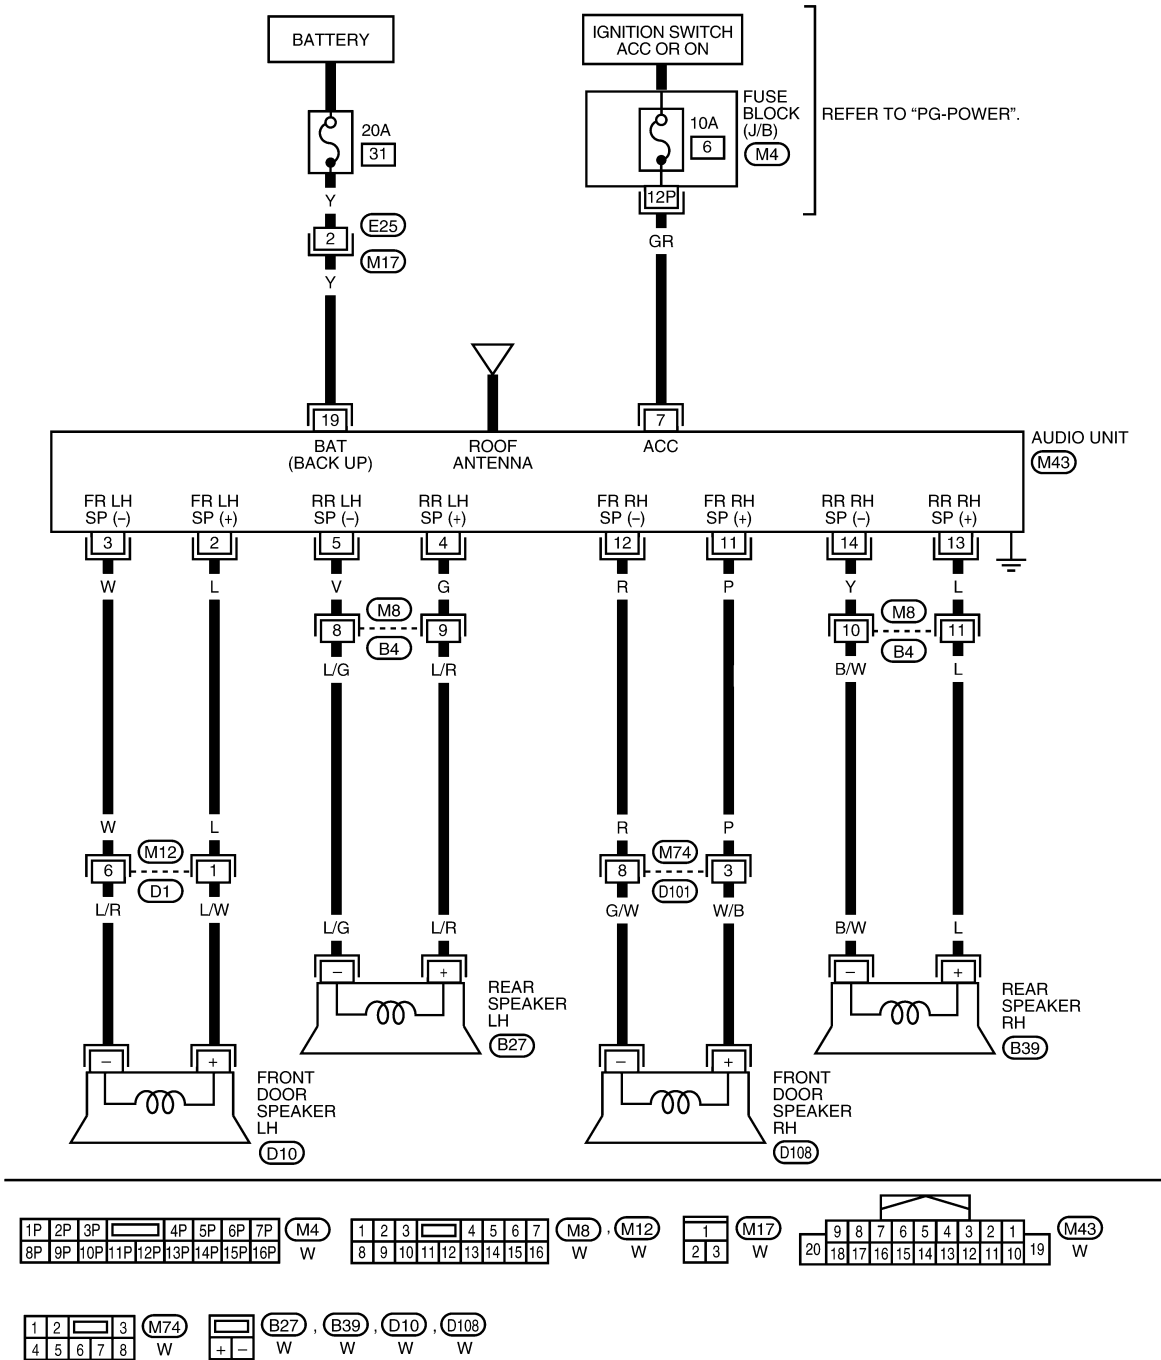 BATTERY
IGNITION SWITCH
ACC OR ON
20A
31
10A
6
FUSE
BLOCK
(J/B)
M4
REFER TO “PG-POWER”.
12P
Y
GR
2
E25
M17
Y
19
7
BAT
(BACK UP)
ROOF
ANTENNA
ACC
AUDIO UNIT
M43
FR LH
SP (–)
FR LH
SP (+)
RR LH
SP (–)
RR LH
SP (+)
FR RH
SP (–)
FR RH
SP (+)
RR RH
SP (–)
RR RH
SP (+)
3 2 5 4 12 11 14 13
W L V G R P Y L
8 M8 9 10 M8 11
B4 B4
L/G L/R B/W L
W L R P
6 M12 1 8 M74 3
D1 D101
L/R L/W G/W W/B
L/G L/R B/W L
– + – +
REAR
SPEAKER
LH
B27
REAR
SPEAKER
RH
B39
– + – +
FRONT
DOOR
SPEAKER
LH
D10
FRONT
DOOR
SPEAKER
RH
D108
1P 2P 3P 4P 5P 6P 7P
8P 9P 10P 11P 12P 13P 14P 15P 16P
M4
W
1 2 3 4 5 6 7
8 9 10 11 12 13 14 15 16
M8 , M12
W W
1
2 3
M17
W
9 8 7 6 5 4 3 2 1
20 18 17 16 15 14 13 12 11 10 19
M43
W
1 2 3
4 5 6 7 8
M74
W
+ –
B27 , B39 , D10 , D108
W W W W